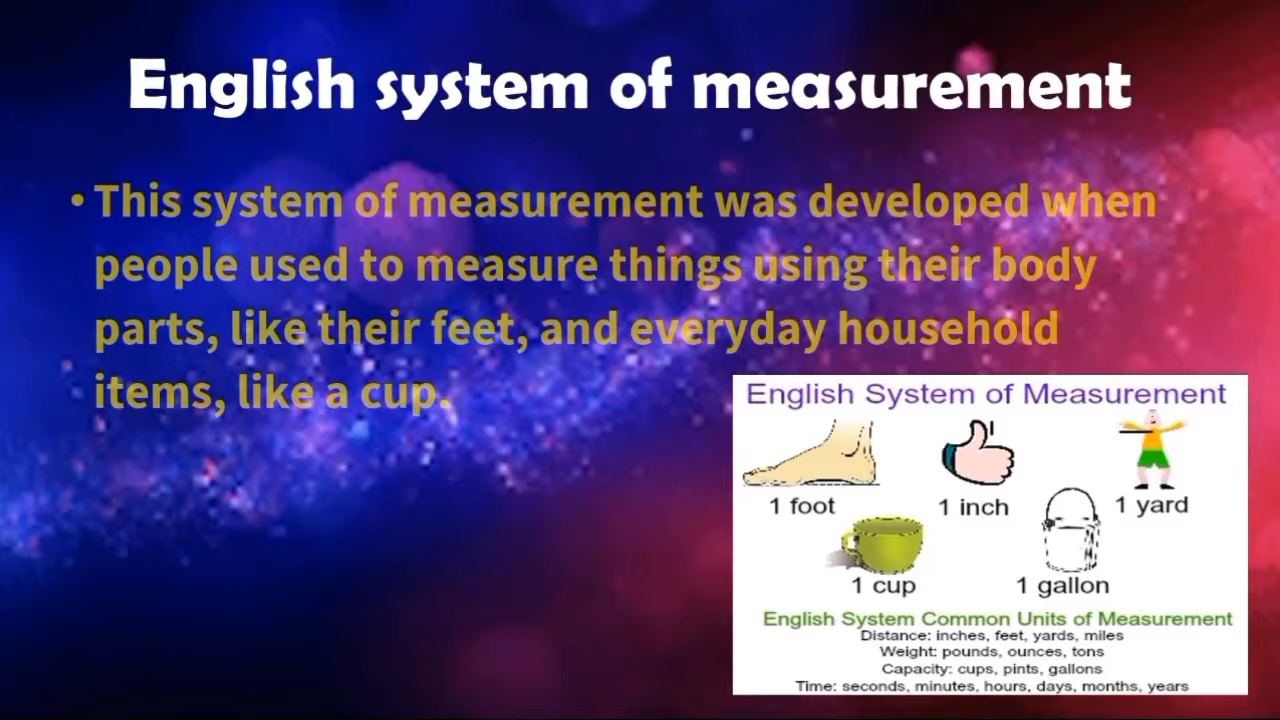 English system of measurement
• This system of measurement was developed when
people used to measure things using their body
parts, like their feet, and everyday household
items, like a cup.
English System of Measurement
1 foot
1 inch
1 yard
1 cup
1 gallon
English System Common Units of Measurement
Distance: inches, feet, yards, miles
Weight: pounds, ounces, tons
Capacity: cups, pints, gallons
Time: seconds, minutes, hours, days, months, years